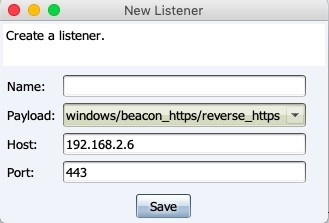 New Listener
Create a listener.
Name:
Payload: windows/beacon_https/reverse_https
Host: 192.168.2.6
Port: 443
Save